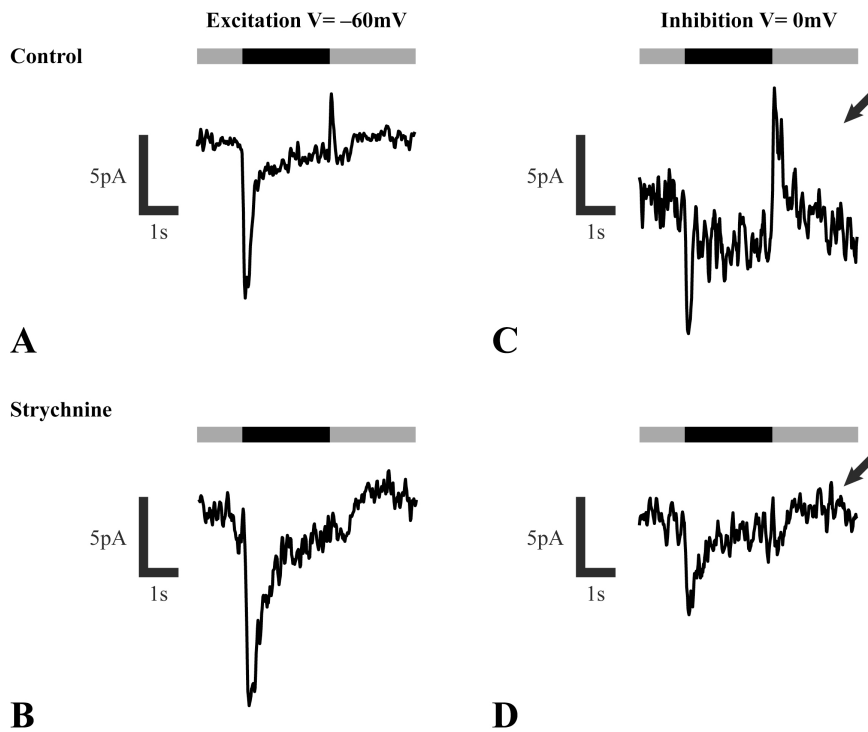 Excitation V= –60mV
Inhibition V= 0mV
Control
5pA
1s
5pA
1s
A
C
Strychnine
5pA
1s
5pA
1s
B
D